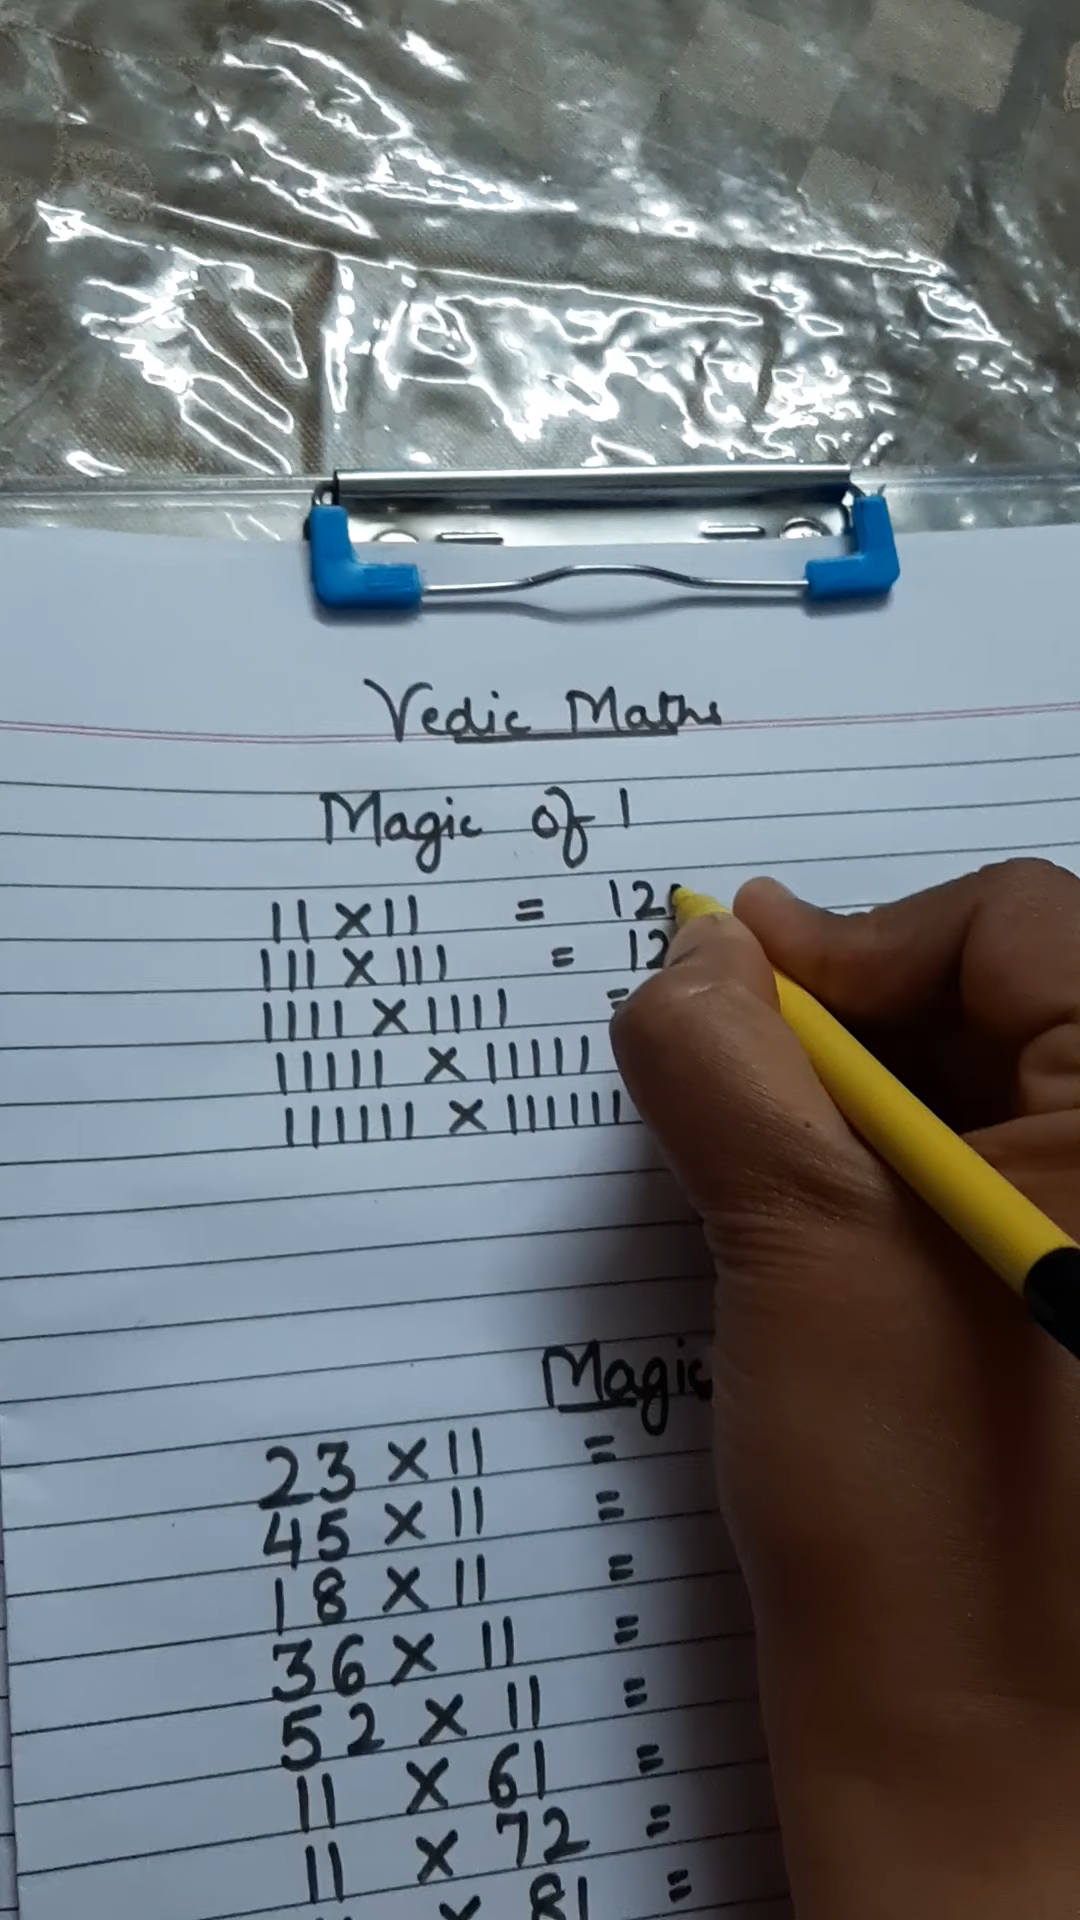 Vedic Maths
Magic of 1
11 x 11 = 12
111 x 111 = 12
1111 x 1111 =
11111 x 11111
111111 x 111111
Magic
23 x 11 =
45 x 11 =
18 x 11 =
36 x 11 =
52 x 11 =
11 x 61 =
11 x 72 =
x 81 =